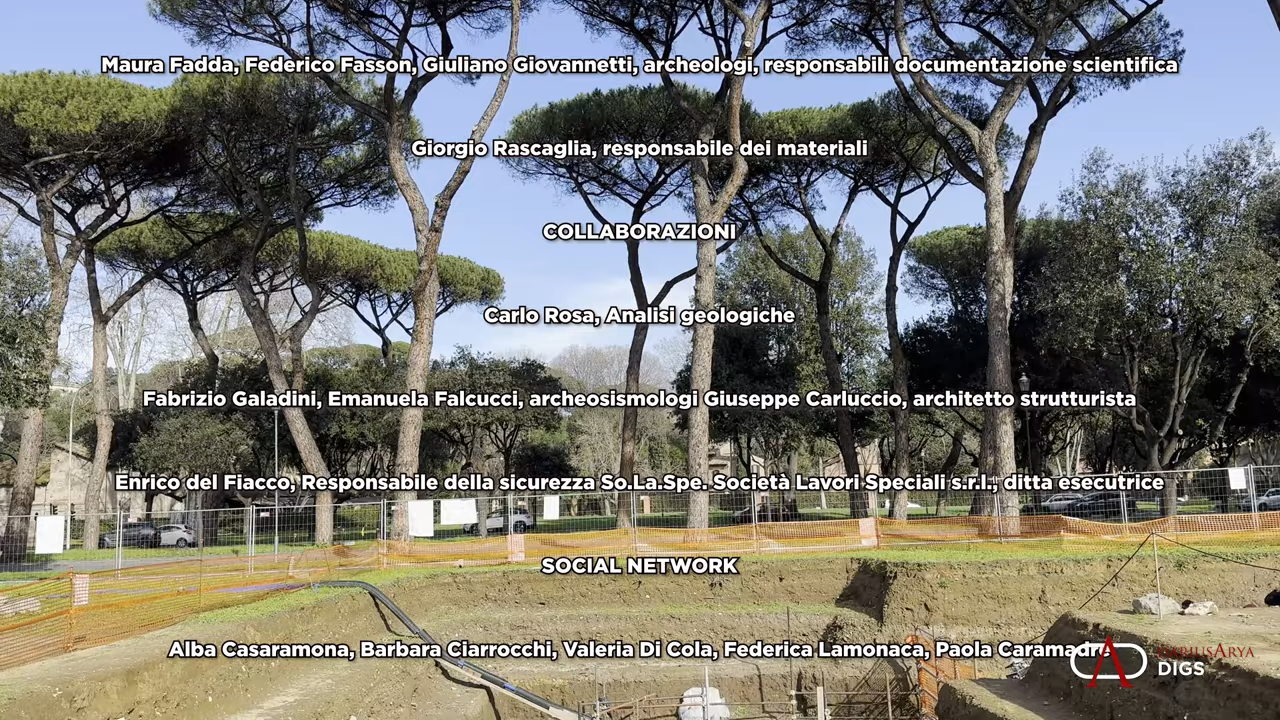 Maura Fadda, Federico Fasson, Giuliano Giovannetti, archeologi, responsabili documentazione scientifica
Giorgio Rascaglia, responsabile dei materiali
COLLABORAZIONI
Carlo Rosa, Analisi geologiche
Fabrizio Galadini, Emanuela Falcucci, archeosismologi Giuseppe Carluccio, architetto strutturista
Enrico del Fiacco, Responsabile della sicurezza So.La.Spe. Società Lavori Speciali s.r.l., ditta esecutrice
SOCIAL NETWORK
Alba Casaramona, Barbara Ciarrocchi, Valeria Di Cola, Federica Lamonaca, Paola Caramadre
DARIUSARYA
DIGS